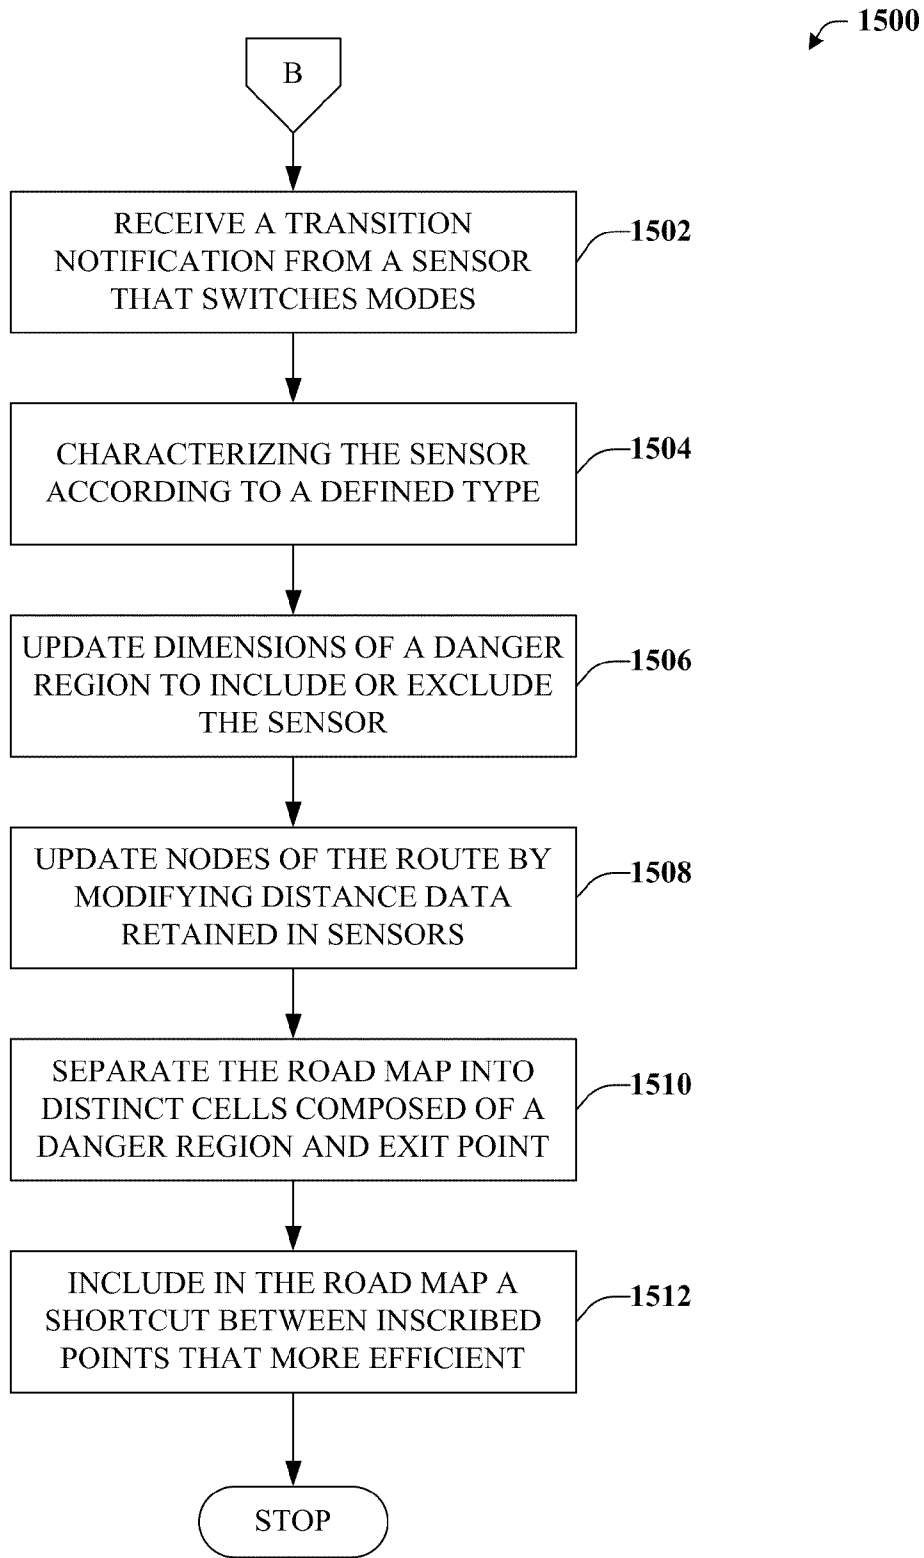 1500
B
RECEIVE A TRANSITION
NOTIFICATION FROM A SENSOR
THAT SWITCHES MODES
1502
CHARACTERIZING THE SENSOR
ACCORDING TO A DEFINED TYPE
1504
UPDATE DIMENSIONS OF A DANGER
REGION TO INCLUDE OR EXCLUDE
THE SENSOR
1506
UPDATE NODES OF THE ROUTE BY
MODIFYING DISTANCE DATA
RETAINED IN SENSORS
1508
SEPARATE THE ROAD MAP INTO
DISTINCT CELLS COMPOSED OF A
DANGER REGION AND EXIT POINT
1510
INCLUDE IN THE ROAD MAP A
SHORTCUT BETWEEN INSCRIBED
POINTS THAT MORE EFFICIENT
1512
STOP